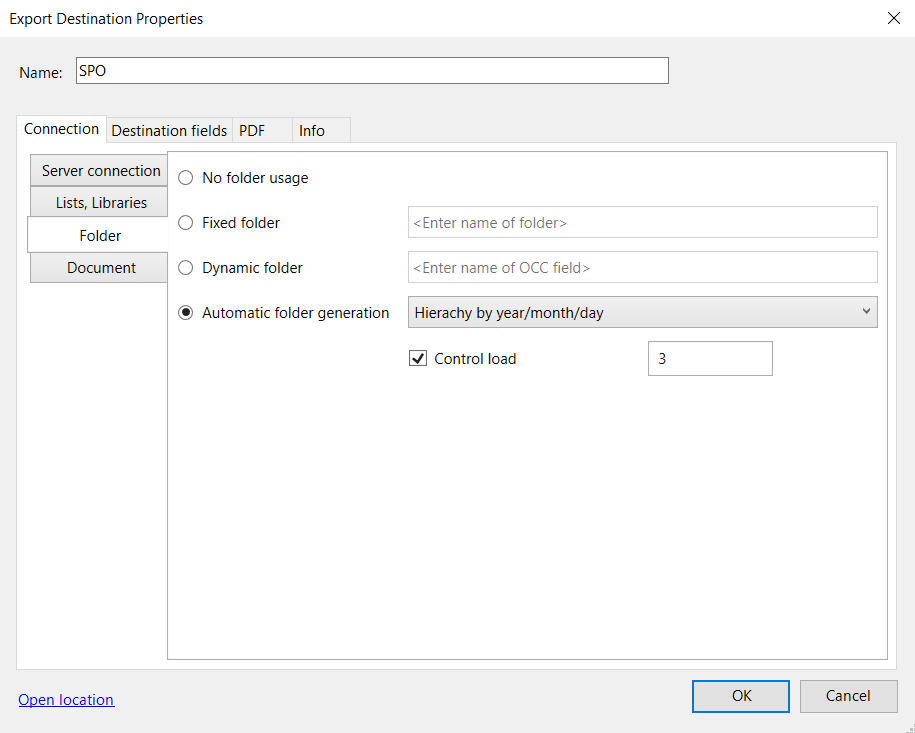 Export Destination Properties
Name: SPO
Connection Destination fields PDF Info
Server connection
Lists, Libraries
Folder
Document
No folder usage
Fixed folder <Enter name of folder>
Dynamic folder <Enter name of OCC field>
Automatic folder generation Hierachy by year/month/day
Control load 3
Open location OK Cancel